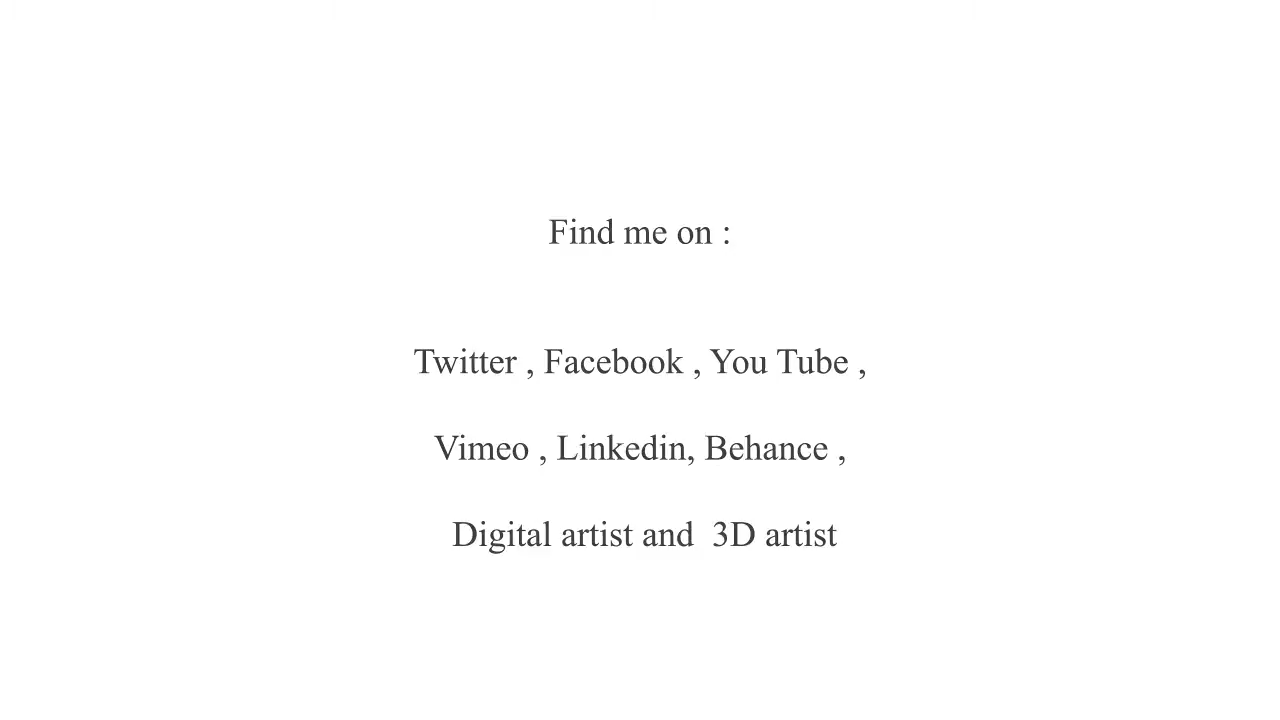 Find me on :
Twitter , Facebook , You Tube ,
Vimeo , Linkedin, Behance ,
Digital artist and  3D artist